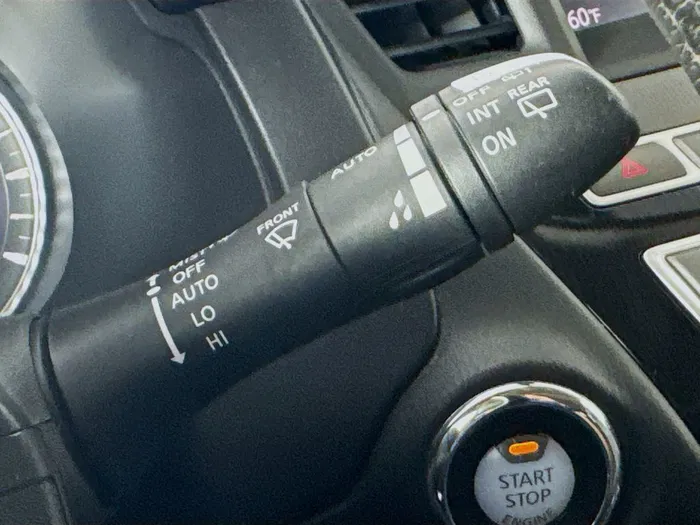 60°F
OFF
INT
REAR
ON
AUTO
FRONT
MIST
OFF
AUTO
LO
HI
START
STOP
ENGINE